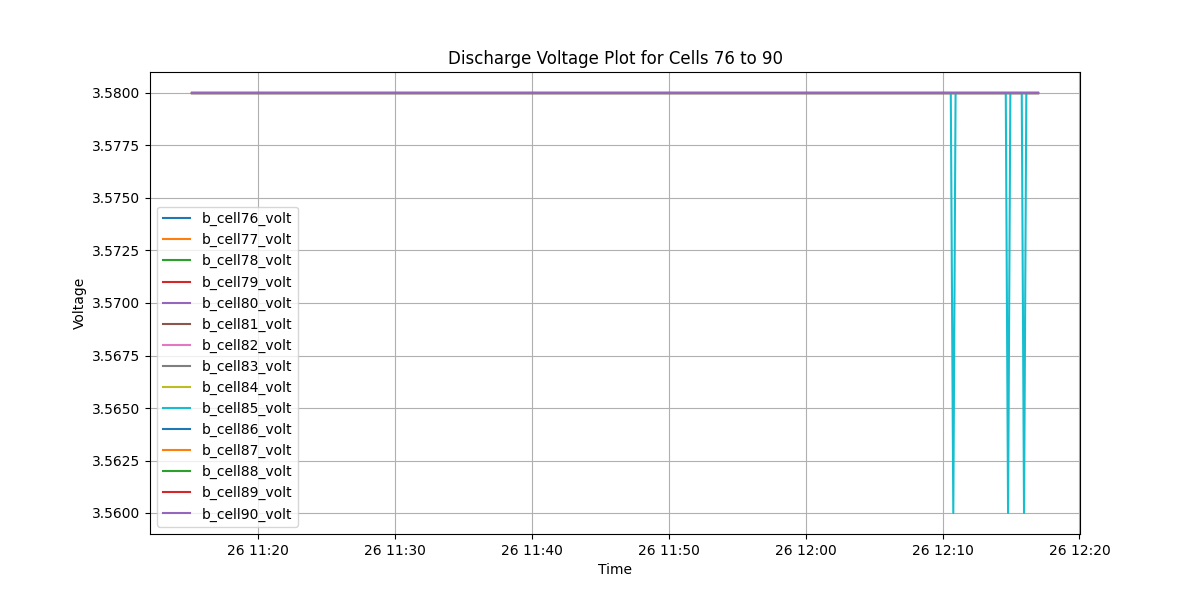 Discharge Voltage Plot for Cells 76 to 90
3.5800
3.5775
3.5750
3.5725
3.5700
3.5675
3.5650
3.5625
3.5600
Voltage
b_cell76_volt
b_cell77_volt
b_cell78_volt
b_cell79_volt
b_cell80_volt
b_cell81_volt
b_cell82_volt
b_cell83_volt
b_cell84_volt
b_cell85_volt
b_cell86_volt
b_cell87_volt
b_cell88_volt
b_cell89_volt
b_cell90_volt
26 11:20 26 11:30 26 11:40 26 11:50 26 12:00 26 12:10 26 12:20
Time